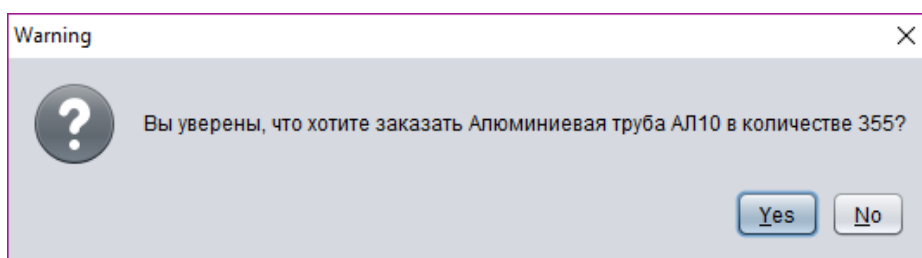 Warning
Вы уверены, что хотите заказать Алюминиевая труба АЛ10 в количестве 355?
Yes
No